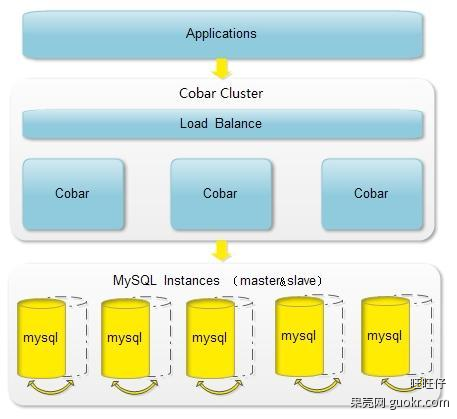 Applications
Cobar Cluster
Load Balance
Cobar Cobar Cobar
MySQL Instances （master&slave）
mysql mysql mysql mysql mysql
旺旺仔
果壳网 guokr.com